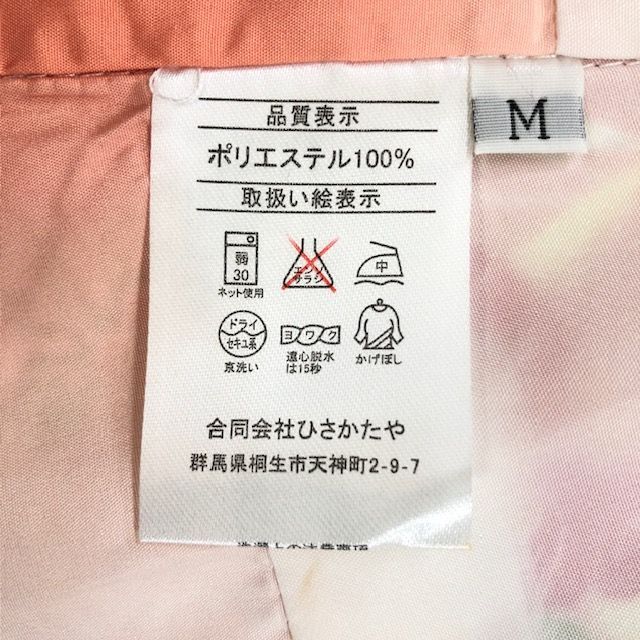 品質表示
M
ポリエステル100%
取扱い絵表示
弱
30
ネット使用
エンソ
サラシ
中
ドライ
セキユ系
京洗い
ヨワク
遠心脱水
は15秒
かげぼし
合同会社ひさかたや
群馬県桐生市天神町2-9-7